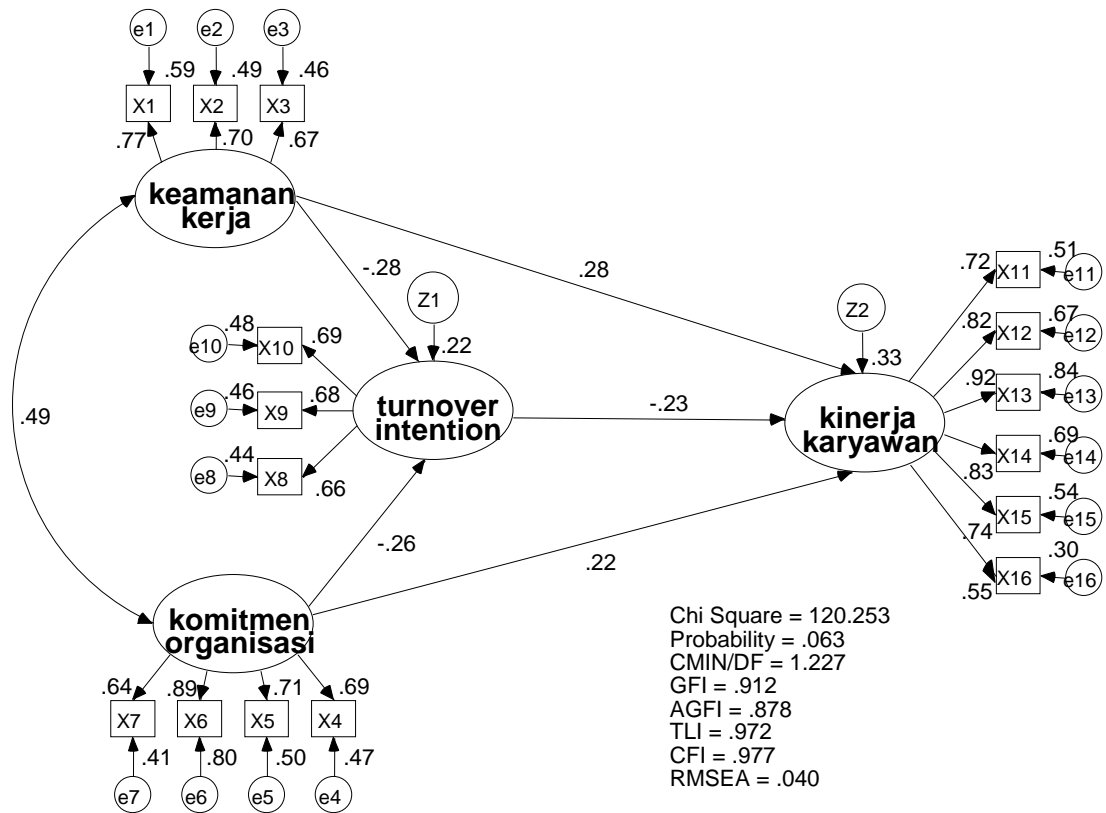 e1 e2 e3
.59 .49 .46
X1 X2 X3
.77 .70 .67
keamanan
kerja
-.28
.28
.49
Z1
.22
Z2
.33
e10 .48 X10 .69
e9 .46 X9 .68
e8 .44 X8 .66
turnover
intention
-.23
kinerja
karyawan
.72 X11 .51 e11
.82 X12 .67 e12
.92 X13 .84 e13
.83 X14 .69 e14
.74 X15 .54 e15
.55 X16 .30 e16
-.26
.22
komitmen
organisasi
.64 .89 .71 .69
X7 X6 X5 X4
.41 .80 .50 .47
e7 e6 e5 e4
Chi Square = 120.253
Probability = .063
CMIN/DF = 1.227
GFI = .912
AGFI = .878
TLI = .972
CFI = .977
RMSEA = .040